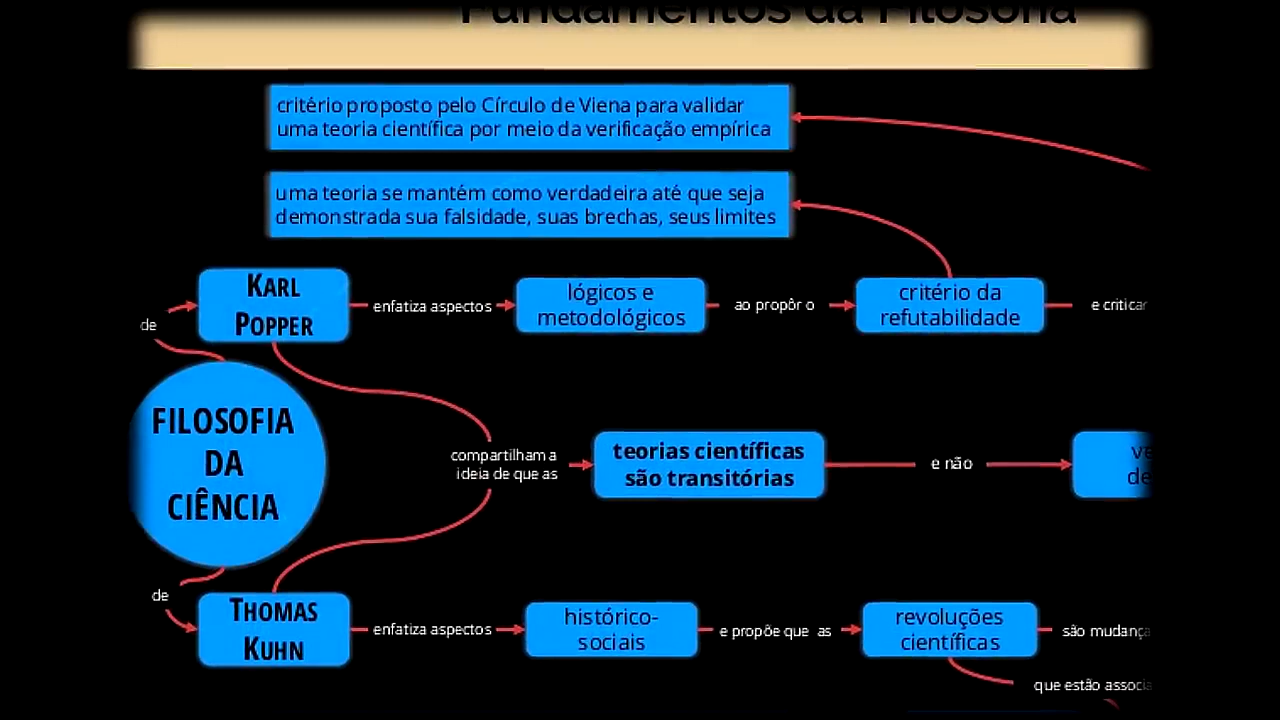 Fundamentos da Filosofia
critério proposto pelo Círculo de Viena para validar
uma teoria científica por meio da verificação empírica
uma teoria se mantém como verdadeira até que seja
demonstrada sua falsidade, suas brechas, seus limites
de
KARL
POPPER
enfatiza aspectos
lógicos e
metodológicos
ao propôr o
critério da
refutabilidade
e criticar
FILOSOFIA
DA
CIÊNCIA
compartilham a
ideia de que as
teorias científicas
são transitórias
e não
de
THOMAS
KUHN
enfatiza aspectos
histórico-
sociais
e propõe que as
revoluções
científicas
são mudança
que estão associa